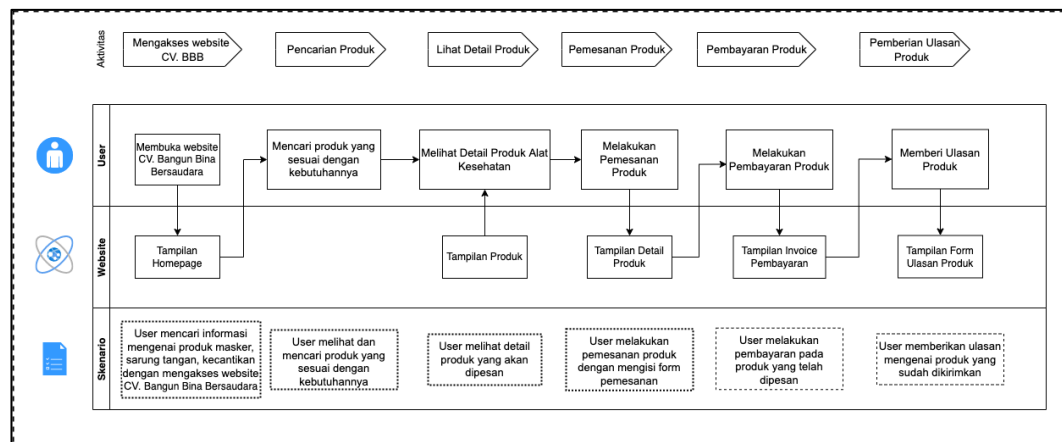 Aktivitas
Mengakses website
CV. BBB
Pencarian Produk
Lihat Detail Produk
Pemesanan Produk
Pembayaran Produk
Pemberian Ulasan
Produk
User
Membuka website
CV. Bangun Bina
Bersaudara
Mencari produk yang
sesuai dengan
kebutuhannya
Melihat Detail Produk Alat
Kesehatan
Melakukan
Pemesanan
Produk
Melakukan
Pembayaran Produk
Memberi Ulasan
Produk
Website
Tampilan
Homepage
Tampilan Produk
Tampilan Detail
Produk
Tampilan Invoice
Pembayaran
Tampilan Form
Ulasan Produk
Skenario
User mencari informasi
mengenai produk masker,
sarung tangan, kecantikan
dengan mengakses website
CV. Bangun Bina Bersaudara
User melihat dan
mencari produk yang
sesuai dengan
kebutuhannya
User melihat detail
produk yang akan
dipesan
User melakukan
pemesanan produk
dengan mengisi form
pemesanan
User melakukan
pembayaran pada
produk yang telah
dipesan
User memberikan ulasan
mengenai produk yang
sudah dikirimkan